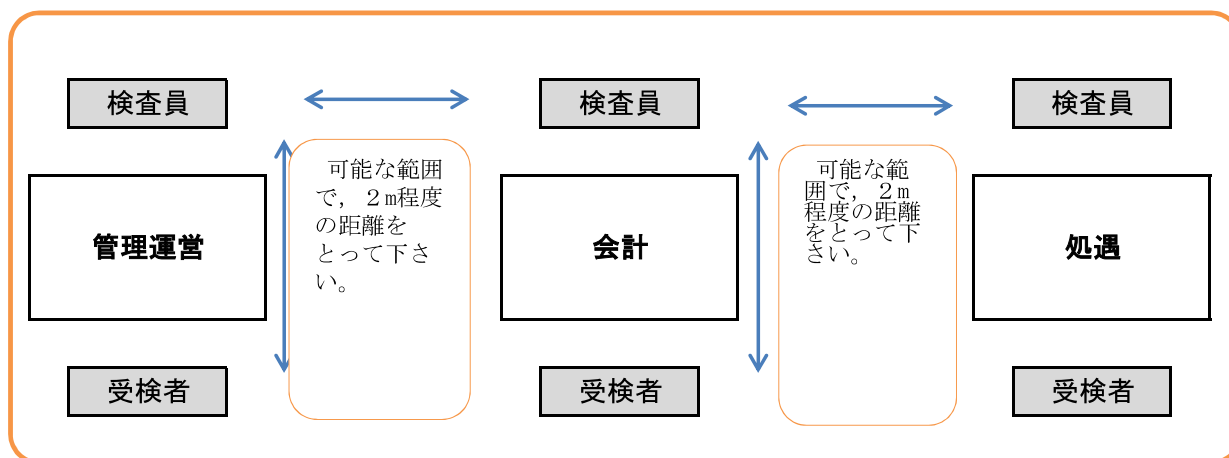 検査員
検査員
検査員
可能な範囲
で，２ｍ程度
の距離を
とって下さ
い。
可能な範
囲で，２ｍ
程度の距離
をとって下
さい。
管理運営
会計
処遇
受検者
受検者
受検者